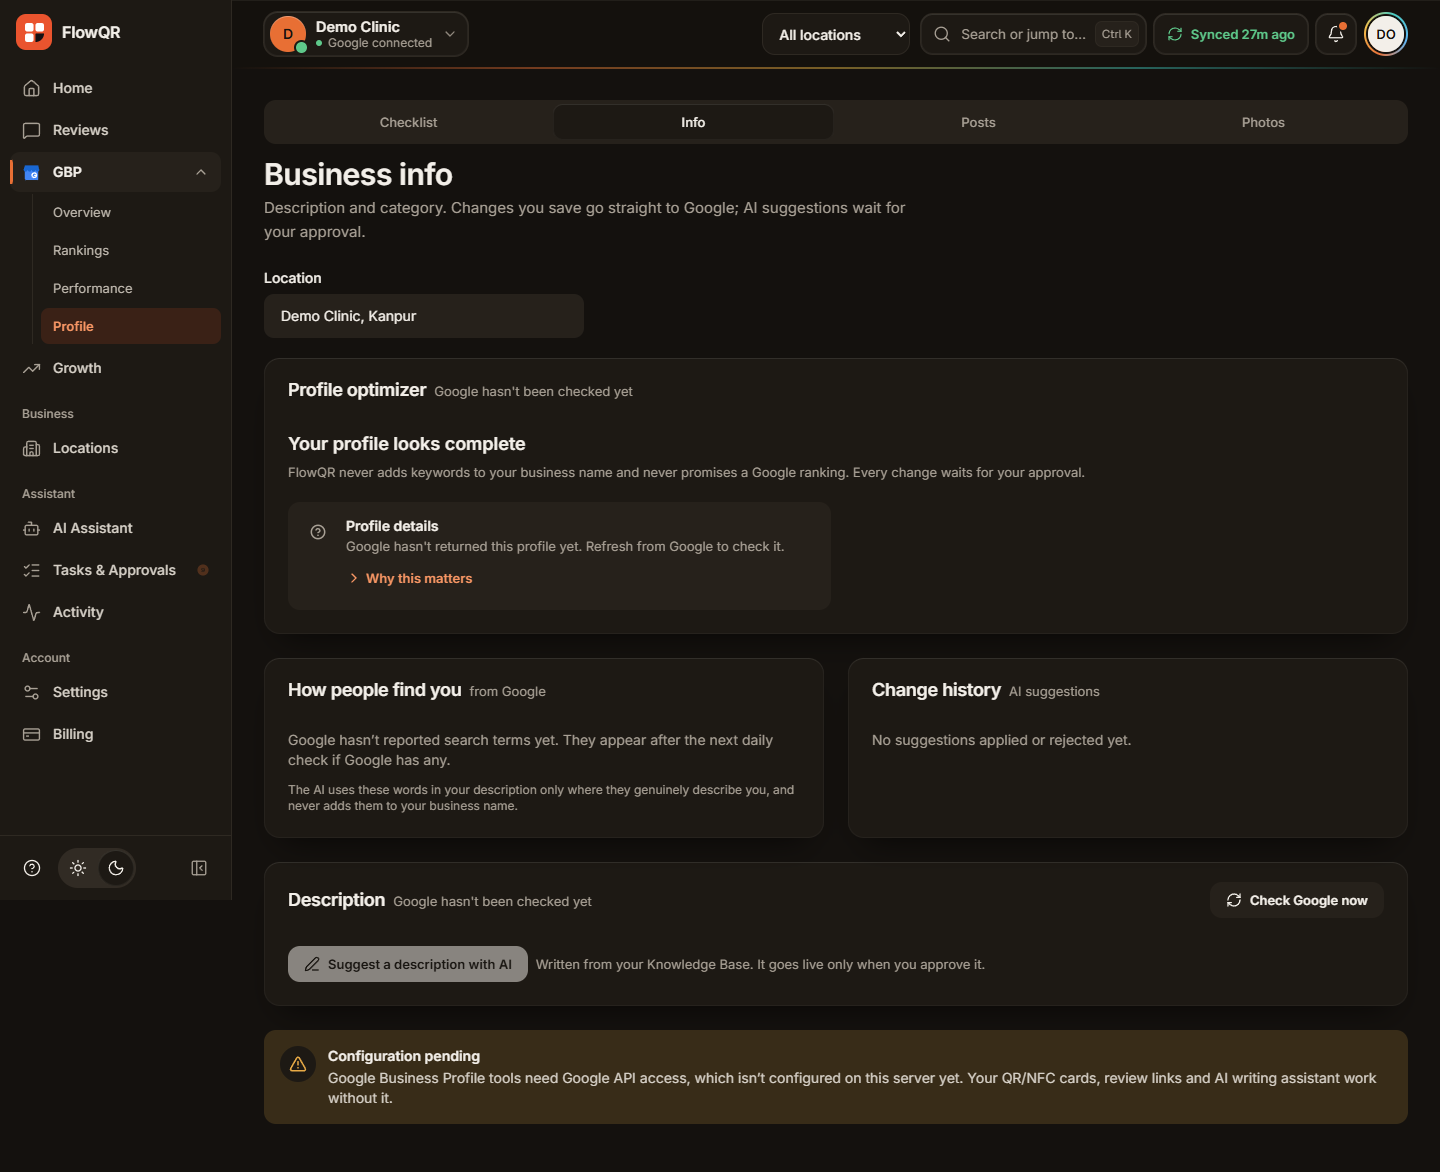 FlowQR
Home
Reviews
GBP
Overview
Rankings
Performance
Profile
Growth
Business
Locations
Assistant
AI Assistant
Tasks & Approvals
Activity
Account
Settings
Billing
D
Demo Clinic
Google connected
All locations
Search or jump to...
Ctrl K
Synced 27m ago
DO
Checklist
Info
Posts
Photos
Business info
Description and category. Changes you save go straight to Google; AI suggestions wait for
your approval.
Location
Demo Clinic, Kanpur
Profile optimizer Google hasn't been checked yet
Your profile looks complete
FlowQR never adds keywords to your business name and never promises a Google ranking. Every change waits for your approval.
Profile details
Google hasn't returned this profile yet. Refresh from Google to check it.
Why this matters
How people find you from Google
Google hasn’t reported search terms yet. They appear after the next daily
check if Google has any.
The AI uses these words in your description only where they genuinely describe you, and
never adds them to your business name.
Change history AI suggestions
No suggestions applied or rejected yet.
Description Google hasn't been checked yet
Check Google now
Suggest a description with AI
Written from your Knowledge Base. It goes live only when you approve it.
Configuration pending
Google Business Profile tools need Google API access, which isn’t configured on this server yet. Your QR/NFC cards, review links and AI writing assistant work
without it.